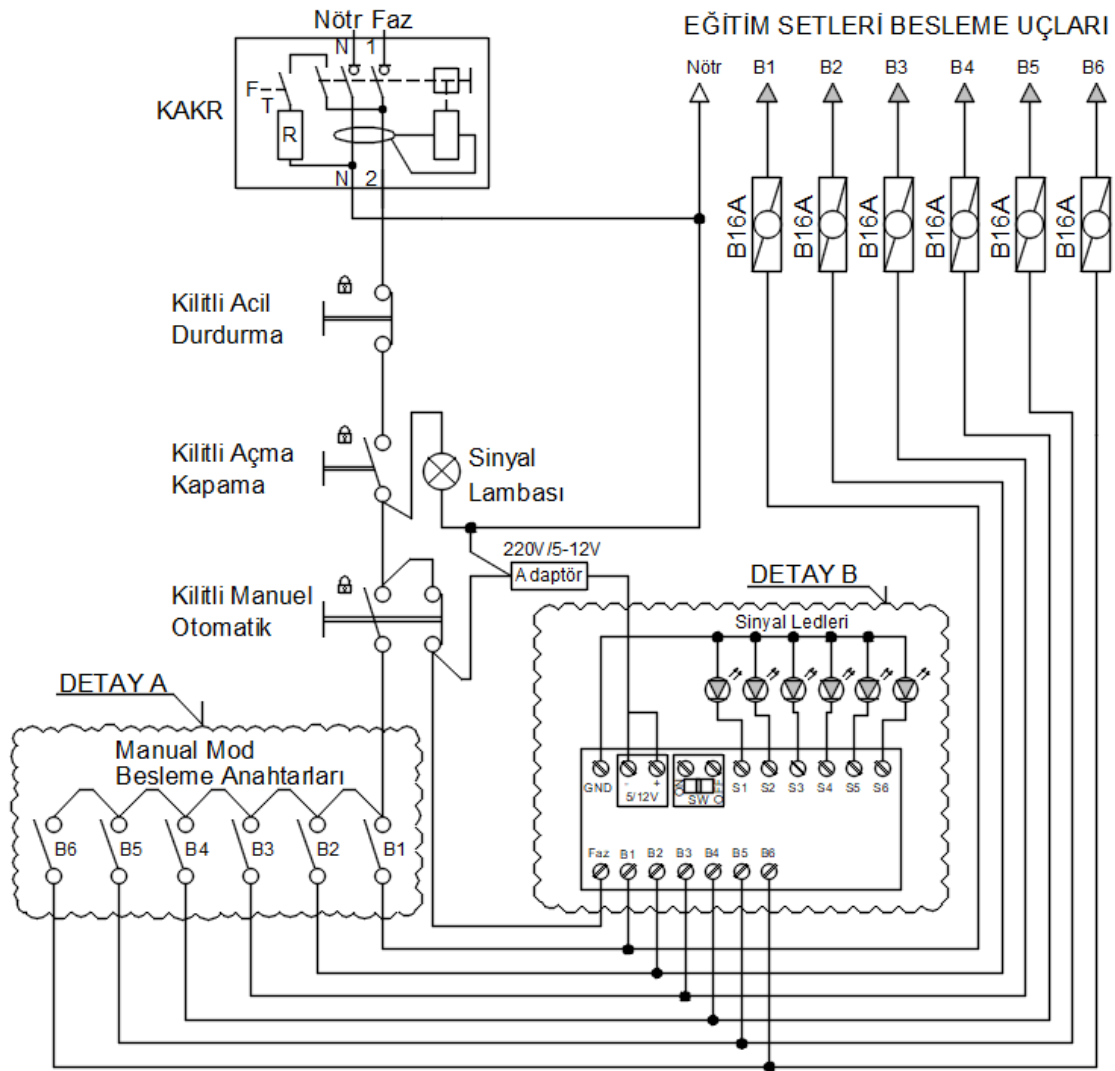 Nötr Faz
EĞİTİM SETLERİ BESLEME UÇLARI
N 1
Nötr B1 B2 B3 B4 B5 B6
F
T
KAKR
R
N 2
B16A B16A B16A B16A B16A B16A
Kilitli Acil
Durdurma
Kilitli Açma
Kapama
Sinyal
Lambası
220V/5-12V
Adaptör
Kilitli Manuel
Otomatik
DETAY B
Sinyal Ledleri
DETAY A
Manual Mod
Besleme Anahtarları
GND - + S1 S2 S3 S4 S5 S6
5/12V
SW
B6 B5 B4 B3 B2 B1
Faz B1 B2 B3 B4 B5 B6